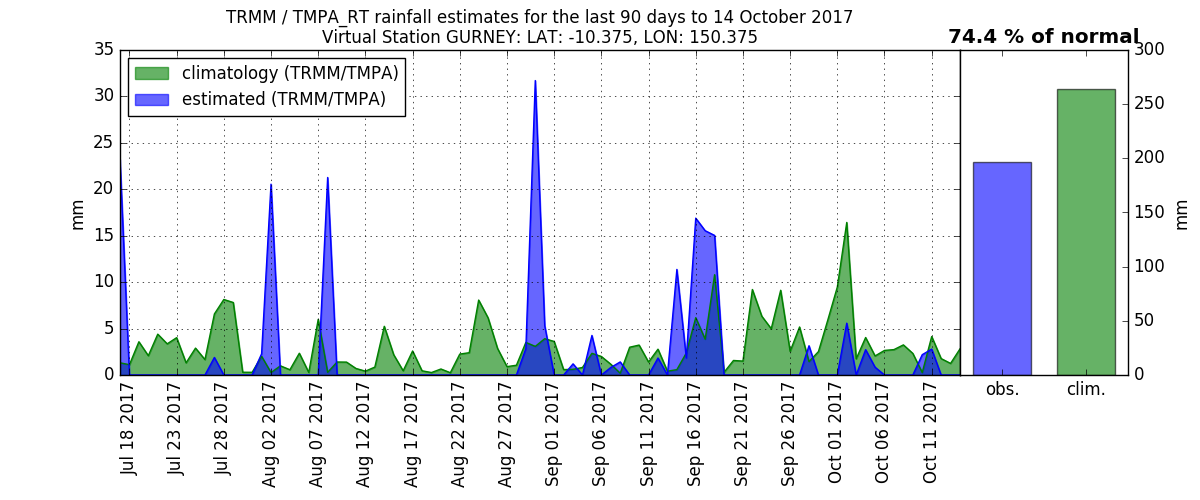 TRMM / TMPA_RT rainfall estimates for the last 90 days to 14 October 2017
Virtual Station GURNEY: LAT: -10.375, LON: 150.375
74.4 % of normal
climatology (TRMM/TMPA)
estimated (TRMM/TMPA)
mm
35
30
25
20
15
10
5
0
Jul 18 2017
Jul 23 2017
Jul 28 2017
Aug 02 2017
Aug 07 2017
Aug 12 2017
Aug 17 2017
Aug 22 2017
Aug 27 2017
Sep 01 2017
Sep 06 2017
Sep 11 2017
Sep 16 2017
Sep 21 2017
Sep 26 2017
Oct 01 2017
Oct 06 2017
Oct 11 2017
obs.
clim.
300
250
200
150
100
50
0
mm